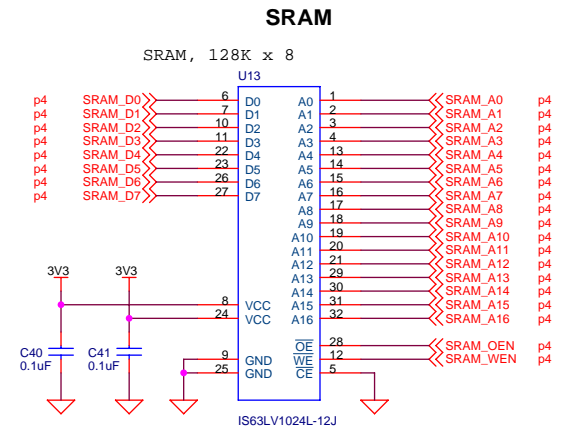 SRAM
SRAM, 128K x 8
U13
p4 SRAM_D0 6 D0 A0 1 SRAM_A0 p4
p4 SRAM_D1 7 D1 A1 2 SRAM_A1 p4
p4 SRAM_D2 10 D2 A2 3 SRAM_A2 p4
p4 SRAM_D3 11 D3 A3 4 SRAM_A3 p4
p4 SRAM_D4 22 D4 A4 13 SRAM_A4 p4
p4 SRAM_D5 23 D5 A5 14 SRAM_A5 p4
p4 SRAM_D6 26 D6 A6 15 SRAM_A6 p4
p4 SRAM_D7 27 D7 A7 16 SRAM_A7 p4
A8 17 SRAM_A8 p4
A9 18 SRAM_A9 p4
A10 19 SRAM_A10 p4
A11 20 SRAM_A11 p4
A12 21 SRAM_A12 p4
3V3 3V3 A13 29 SRAM_A13 p4
A14 30 SRAM_A14 p4
8 VCC A15 31 SRAM_A15 p4
24 VCC A16 32 SRAM_A16 p4
OE 28 SRAM_OEN p4
C40 C41 9 GND WE 12 SRAM_WEN p4
0.1uF 0.1uF 25 GND CE 5
IS63LV1024L-12J